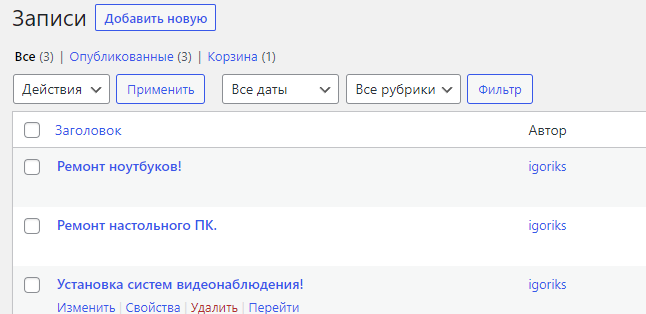 Записи Добавить новую
Все (3) | Опубликованные (3) | Корзина (1)
Действия Применить Все даты Все рубрики Фильтр
Заголовок Автор
Ремонт ноутбуков! igoriks
Ремонт настольного ПК. igoriks
Установка систем видеонаблюдения! igoriks
Изменить | Свойства | Удалить | Перейти